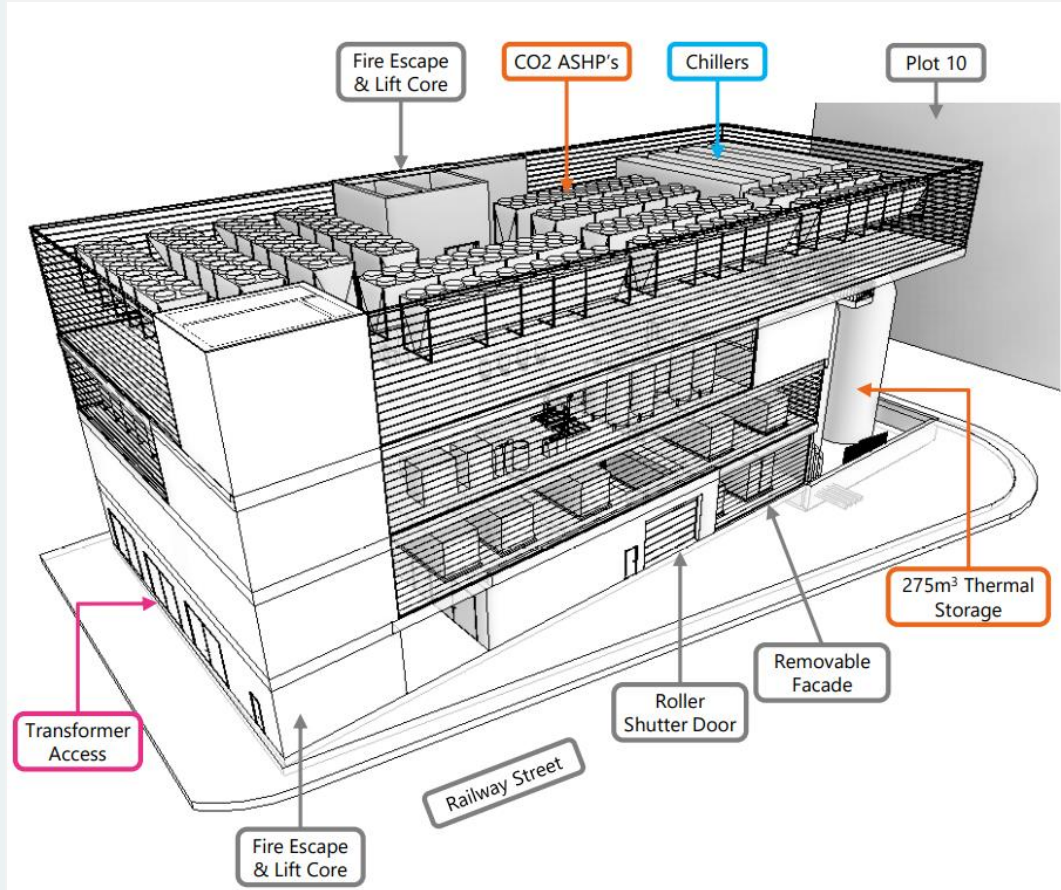 Fire Escape
& Lift Core
CO2 ASHP's
Chillers
Plot 10
275m³ Thermal
Storage
Removable
Facade
Roller
Shutter Door
Transformer
Access
Railway Street
Fire Escape
& Lift Core